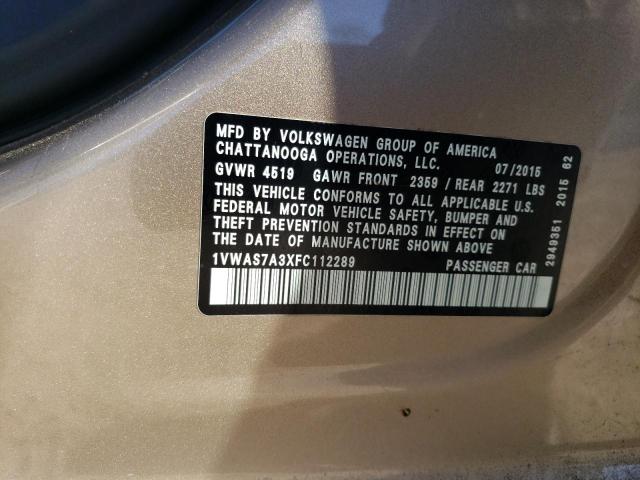 MFD BY VOLKSWAGEN GROUP OF AMERICA
CHATTANOOGA OPERATIONS, LLC. 07/2015
GVWR 4519 GAWR FRONT 2359 / REAR 2271 LBS
THIS VEHICLE CONFORMS TO ALL APPLICABLE U.S.
FEDERAL MOTOR VEHICLE SAFETY, BUMPER AND
THEFT PREVENTION STANDARDS IN EFFECT ON
THE DATE OF MANUFACTURE SHOWN ABOVE
1VWAS7A3XFC112289 PASSENGER CAR
2949351 2015 62